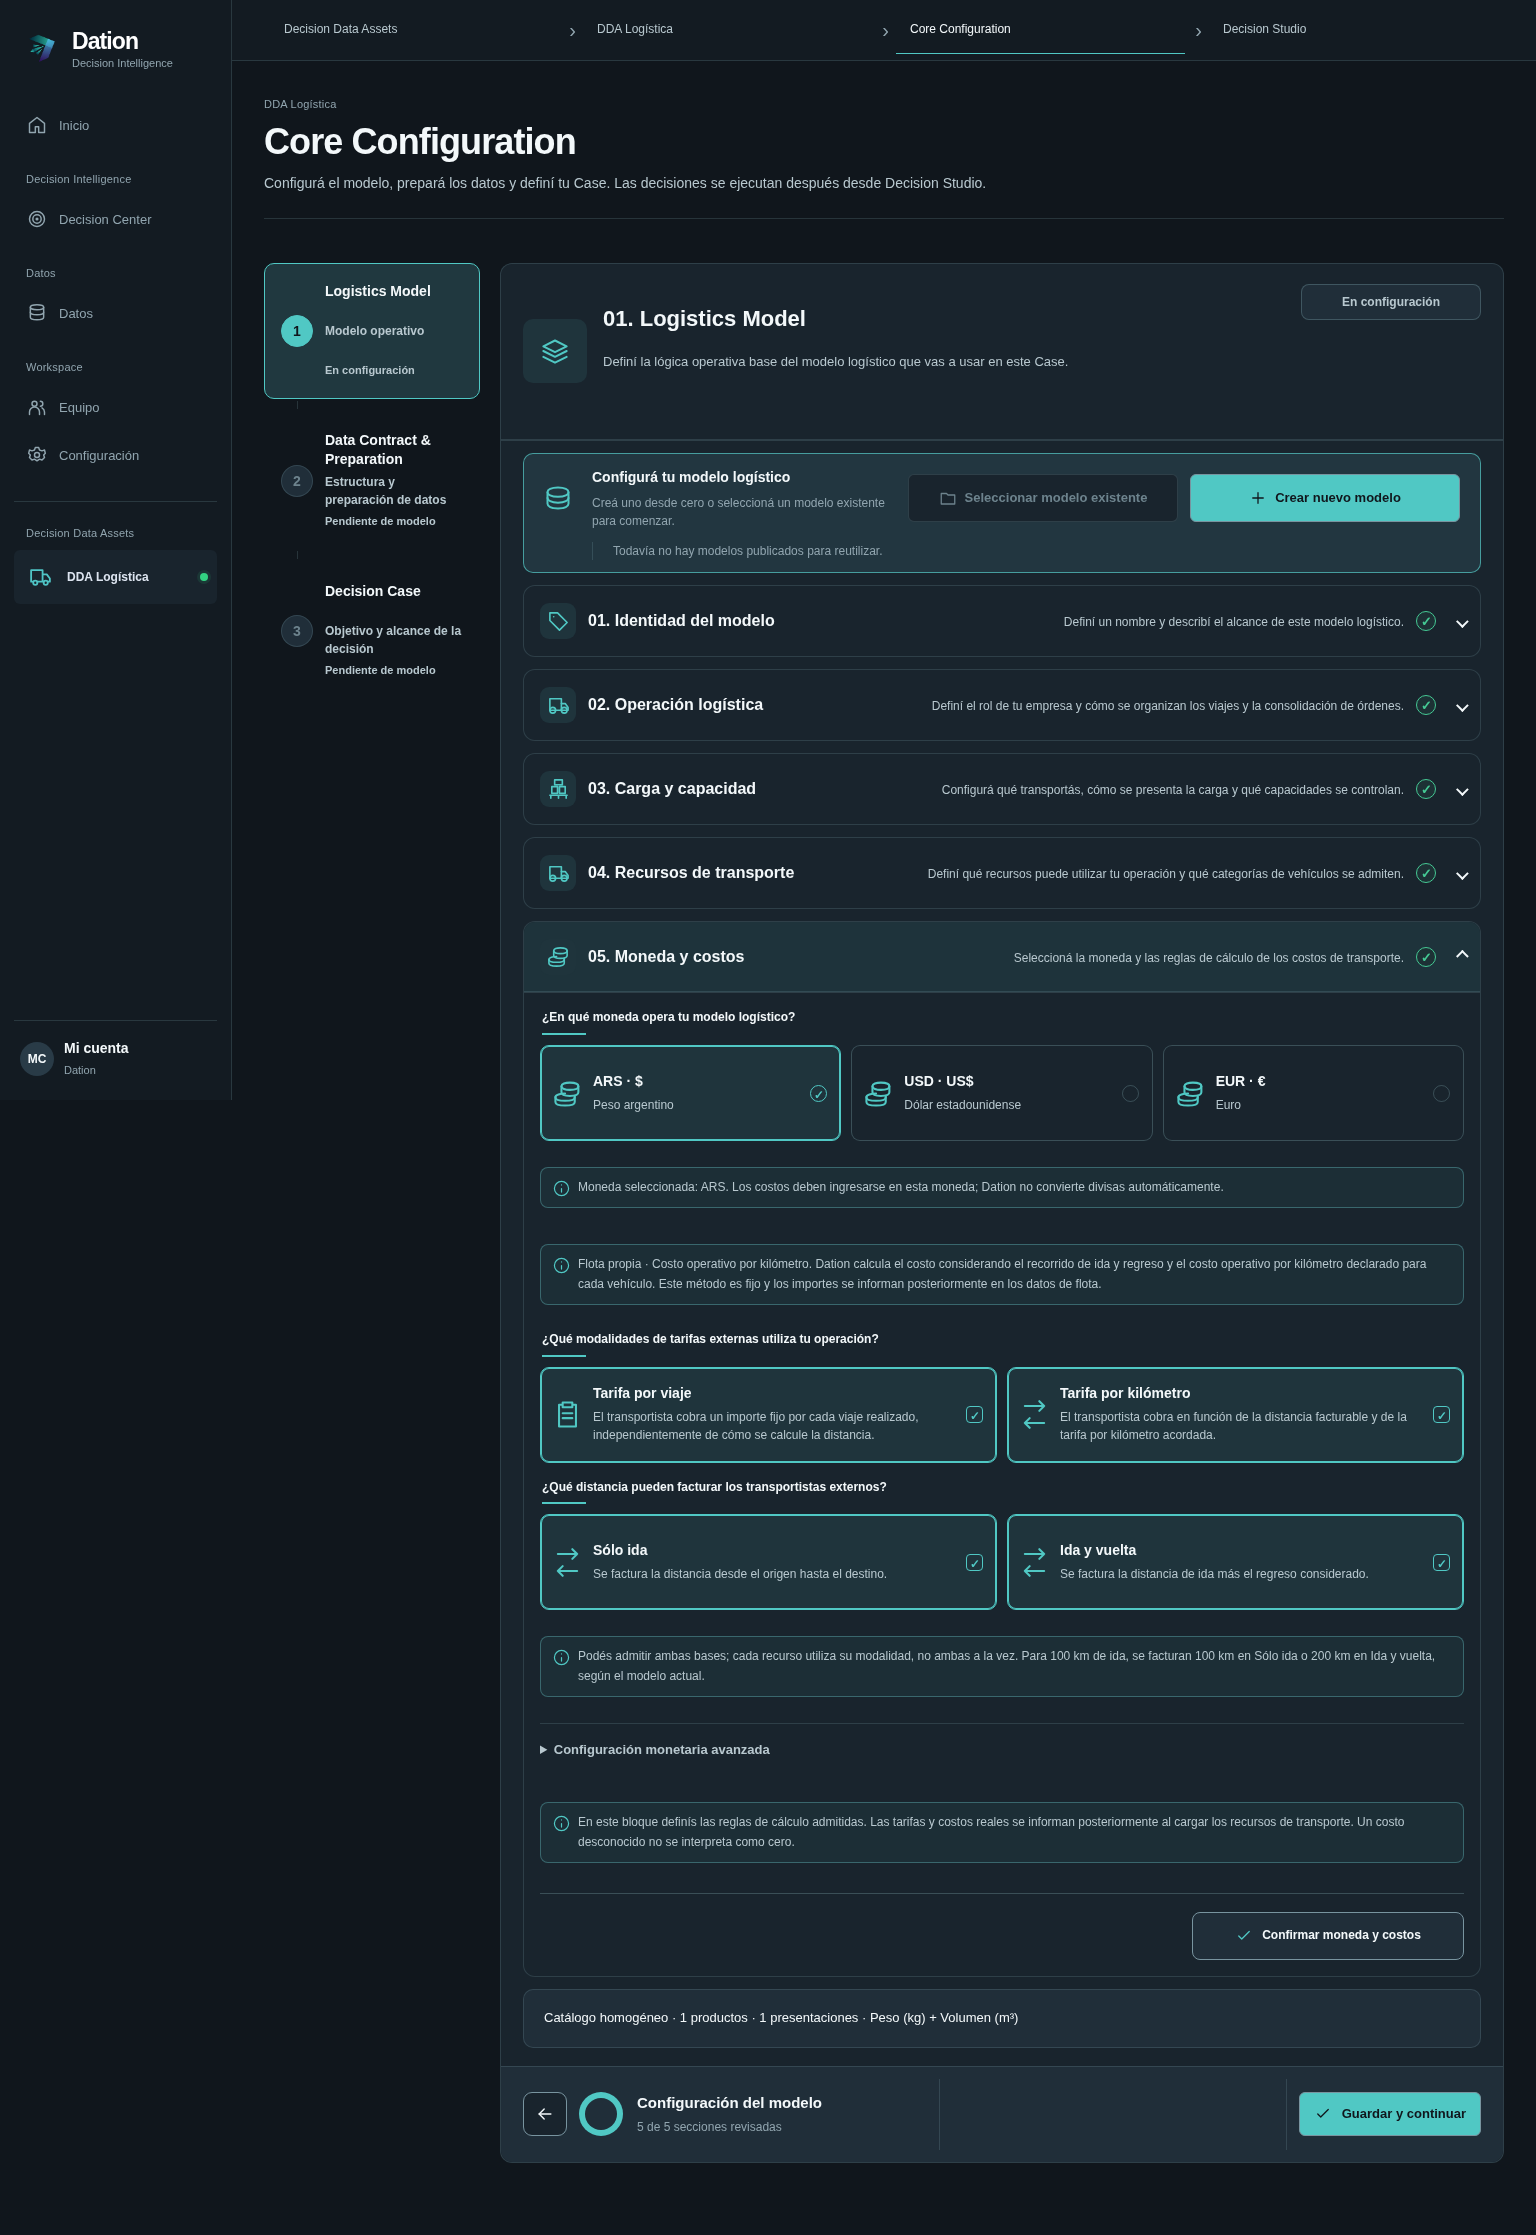 Dation
Decision Intelligence
Inicio
Decision Intelligence
Decision Center
Datos
Datos
Workspace
Equipo
Configuración
Decision Data Assets
DDA Logística
MC
Mi cuenta
Dation
Decision Data Assets
DDA Logística
Core Configuration
Decision Studio
DDA Logística
Core Configuration
Configurá el modelo, prepará los datos y definí tu Case. Las decisiones se ejecutan después desde Decision Studio.
Logistics Model
1
Modelo operativo
En configuración
Data Contract &
Preparation
2
Estructura y
preparación de datos
Pendiente de modelo
Decision Case
3
Objetivo y alcance de la
decisión
Pendiente de modelo
01. Logistics Model
Definí la lógica operativa base del modelo logístico que vas a usar en este Case.
En configuración
Configurá tu modelo logístico
Creá uno desde cero o seleccioná un modelo existente
para comenzar.
Todavía no hay modelos publicados para reutilizar.
Seleccionar modelo existente
Crear nuevo modelo
01. Identidad del modelo
Definí un nombre y describí el alcance de este modelo logístico.
02. Operación logística
Definí el rol de tu empresa y cómo se organizan los viajes y la consolidación de órdenes.
03. Carga y capacidad
Configurá qué transportás, cómo se presenta la carga y qué capacidades se controlan.
04. Recursos de transporte
Definí qué recursos puede utilizar tu operación y qué categorías de vehículos se admiten.
05. Moneda y costos
Seleccioná la moneda y las reglas de cálculo de los costos de transporte.
¿En qué moneda opera tu modelo logístico?
ARS · $
Peso argentino
USD · US$
Dólar estadounidense
EUR · €
Euro
Moneda seleccionada: ARS. Los costos deben ingresarse en esta moneda; Dation no convierte divisas automáticamente.
Flota propia · Costo operativo por kilómetro. Dation calcula el costo considerando el recorrido de ida y regreso y el costo operativo por kilómetro declarado para
cada vehículo. Este método es fijo y los importes se informan posteriormente en los datos de flota.
¿Qué modalidades de tarifas externas utiliza tu operación?
Tarifa por viaje
El transportista cobra un importe fijo por cada viaje realizado,
independientemente de cómo se calcule la distancia.
Tarifa por kilómetro
El transportista cobra en función de la distancia facturable y de la
tarifa por kilómetro acordada.
¿Qué distancia pueden facturar los transportistas externos?
Sólo ida
Se factura la distancia desde el origen hasta el destino.
Ida y vuelta
Se factura la distancia de ida más el regreso considerado.
Podés admitir ambas bases; cada recurso utiliza su modalidad, no ambas a la vez. Para 100 km de ida, se facturan 100 km en Sólo ida o 200 km en Ida y vuelta,
según el modelo actual.
Configuración monetaria avanzada
En este bloque definís las reglas de cálculo admitidas. Las tarifas y costos reales se informan posteriormente al cargar los recursos de transporte. Un costo
desconocido no se interpreta como cero.
Confirmar moneda y costos
Catálogo homogéneo · 1 productos · 1 presentaciones · Peso (kg) + Volumen (m³)
Configuración del modelo
5 de 5 secciones revisadas
Guardar y continuar